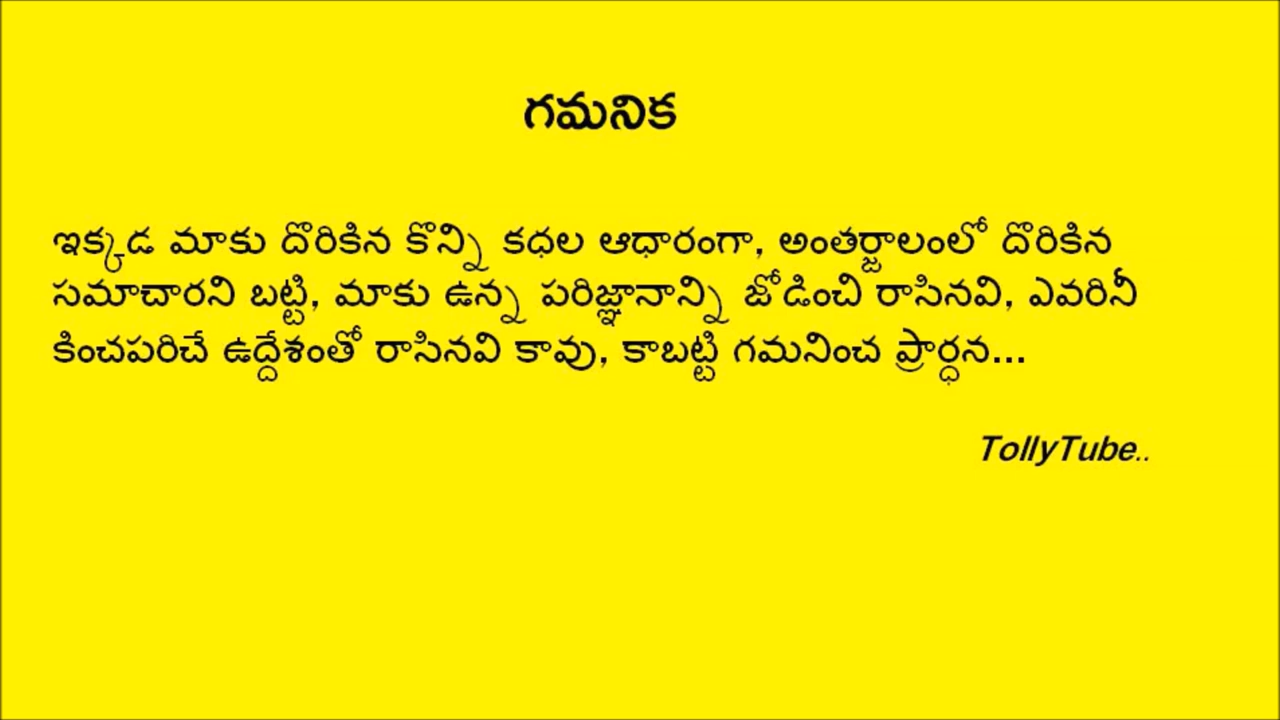 గమనిక
ఇక్కడ మాకు దొరికిన కొన్ని కధల ఆధారంగా, అంతర్జాలంలో దొరికిన
సమాచారని బట్టి, మాకు ఉన్న పరిజ్ఞానాన్ని జోడించి రాసినవి, ఎవరినీ
కించపరిచే ఉద్దేశంతో రాసినవి కావు, కాబట్టి గమనించ ప్రార్ధన...
TollyTube..